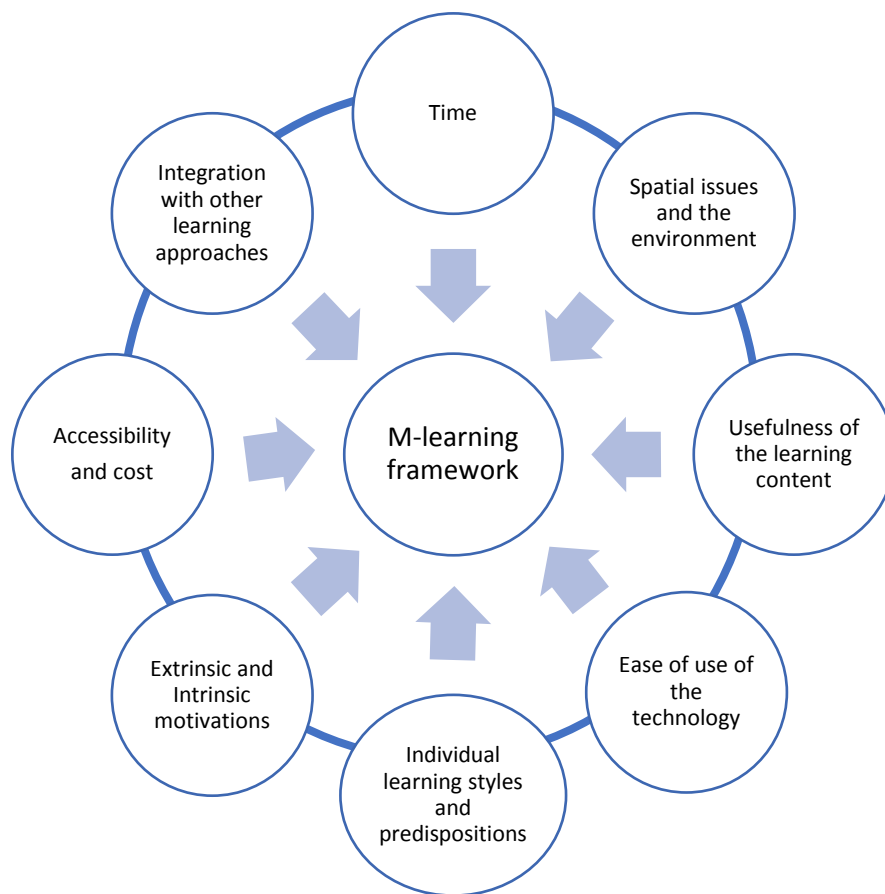 Time
Spatial issues
and the
environment
Usefulness of
the learning
content
Ease of use of
the
technology
Individual
learning styles
and
predispositions
Extrinsic and
Intrinsic
motivations
Accessibility
and cost
Integration
with other
learning
approaches
M-learning
framework